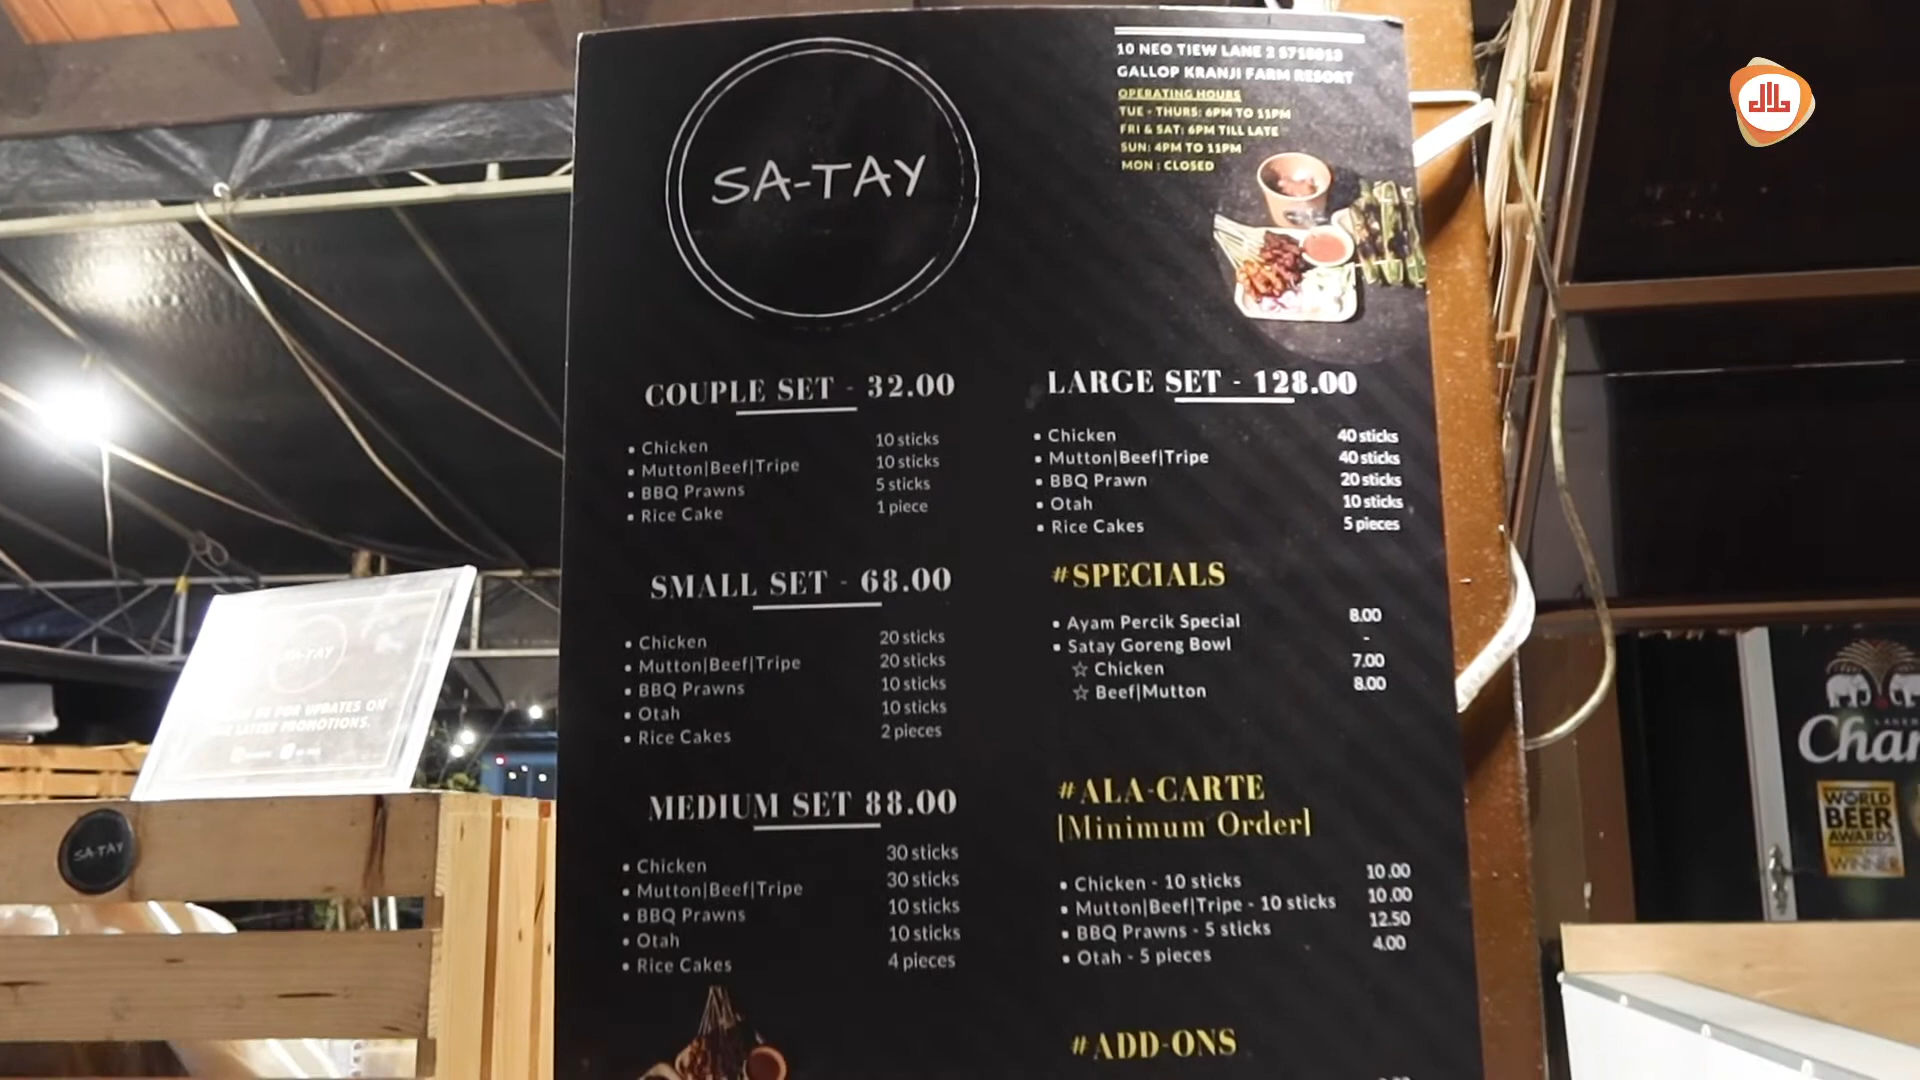 10 NEO TIEW LANE 2 S718813
GALLOP KRANJI FARM RESORT
OPERATING HOURS
TUE - THURS: 6PM TO 11PM
FRI & SAT: 6PM TILL LATE
SUN: 4PM TO 11PM
MON : CLOSED
SA-TAY
حلال
COUPLE SET - 32.00
• Chicken 10 sticks
• Mutton|Beef|Tripe 10 sticks
• BBQ Prawns 5 sticks
• Rice Cake 1 piece
SMALL SET - 68.00
• Chicken 20 sticks
• Mutton|Beef|Tripe 20 sticks
• BBQ Prawns 10 sticks
• Otah 10 sticks
• Rice Cakes 2 pieces
MEDIUM SET 88.00
• Chicken 30 sticks
• Mutton|Beef|Tripe 30 sticks
• BBQ Prawns 10 sticks
• Otah 10 sticks
• Rice Cakes 4 pieces
LARGE SET - 128.00
• Chicken 40 sticks
• Mutton|Beef|Tripe 40 sticks
• BBQ Prawn 20 sticks
• Otah 10 sticks
• Rice Cakes 5 pieces
#SPECIALS
• Ayam Percik Special 8.00
• Satay Goreng Bowl -
☆ Chicken 7.00
☆ Beef|Mutton 8.00
#ALA-CARTE
[Minimum Order]
• Chicken - 10 sticks 10.00
• Mutton|Beef|Tripe - 10 sticks 10.00
• BBQ Prawns - 5 sticks 12.50
• Otah - 5 pieces 4.00
#ADD-ONS
SA-TAY
FOR UPDATES ON
LATEST PROMOTIONS.
SA-TAY
Chan
WORLD
BEER
AWARDS
WINNER